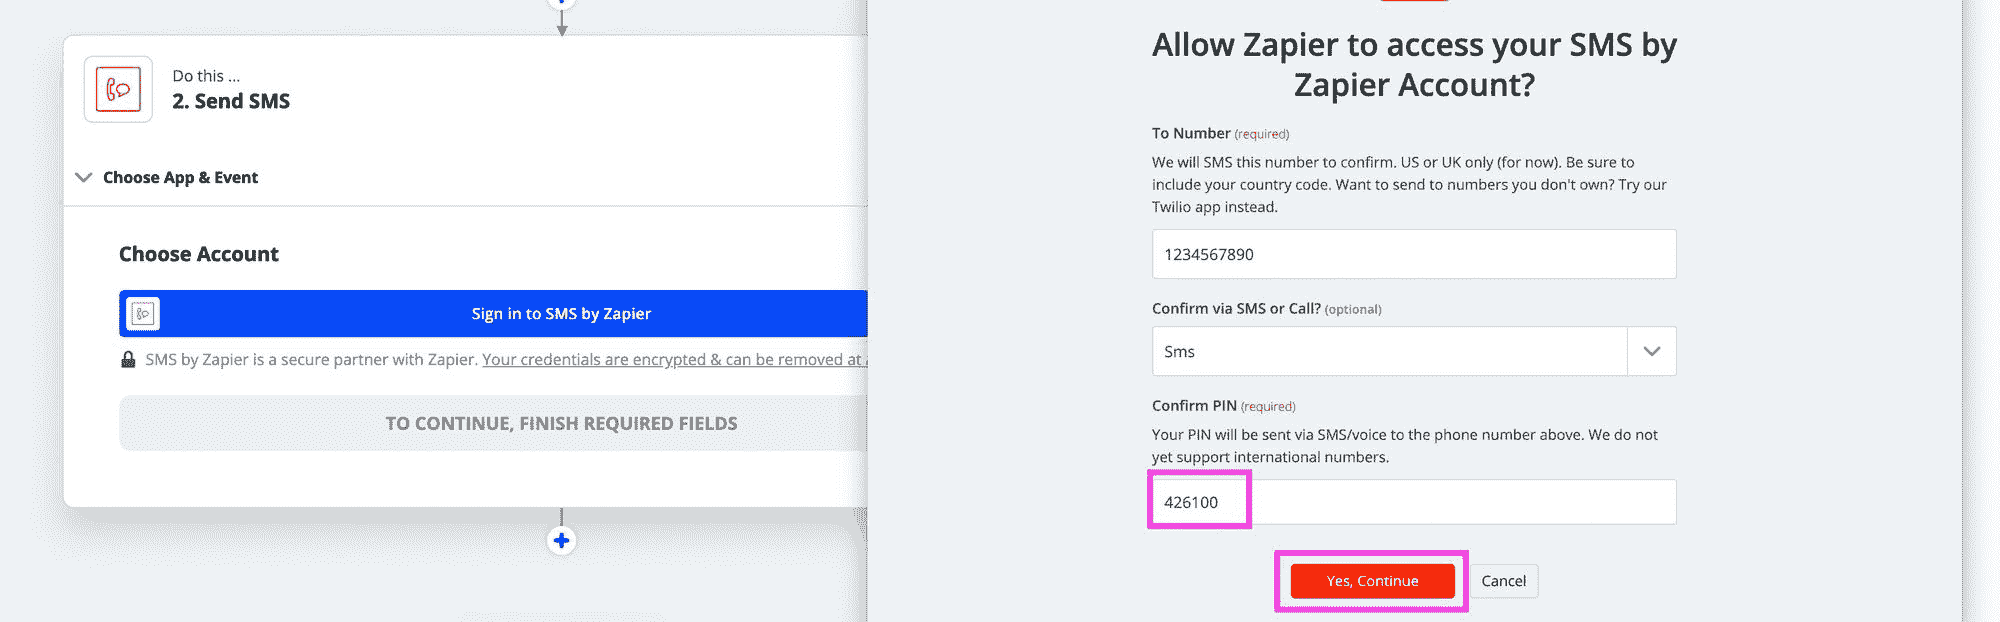 Do this ...
2. Send SMS
Choose App & Event
Choose Account
Sign in to SMS by Zapier
SMS by Zapier is a secure partner with Zapier. Your credentials are encrypted & can be removed at
TO CONTINUE, FINISH REQUIRED FIELDS
Allow Zapier to access your SMS by
Zapier Account?
To Number (required)
We will SMS this number to confirm. US or UK only (for now). Be sure to
include your country code. Want to send to numbers you don't own? Try our
Twilio app instead.
1234567890
Confirm via SMS or Call? (optional)
Sms
Confirm PIN (required)
Your PIN will be sent via SMS/voice to the phone number above. We do not
yet support international numbers.
426100
Yes, Continue
Cancel